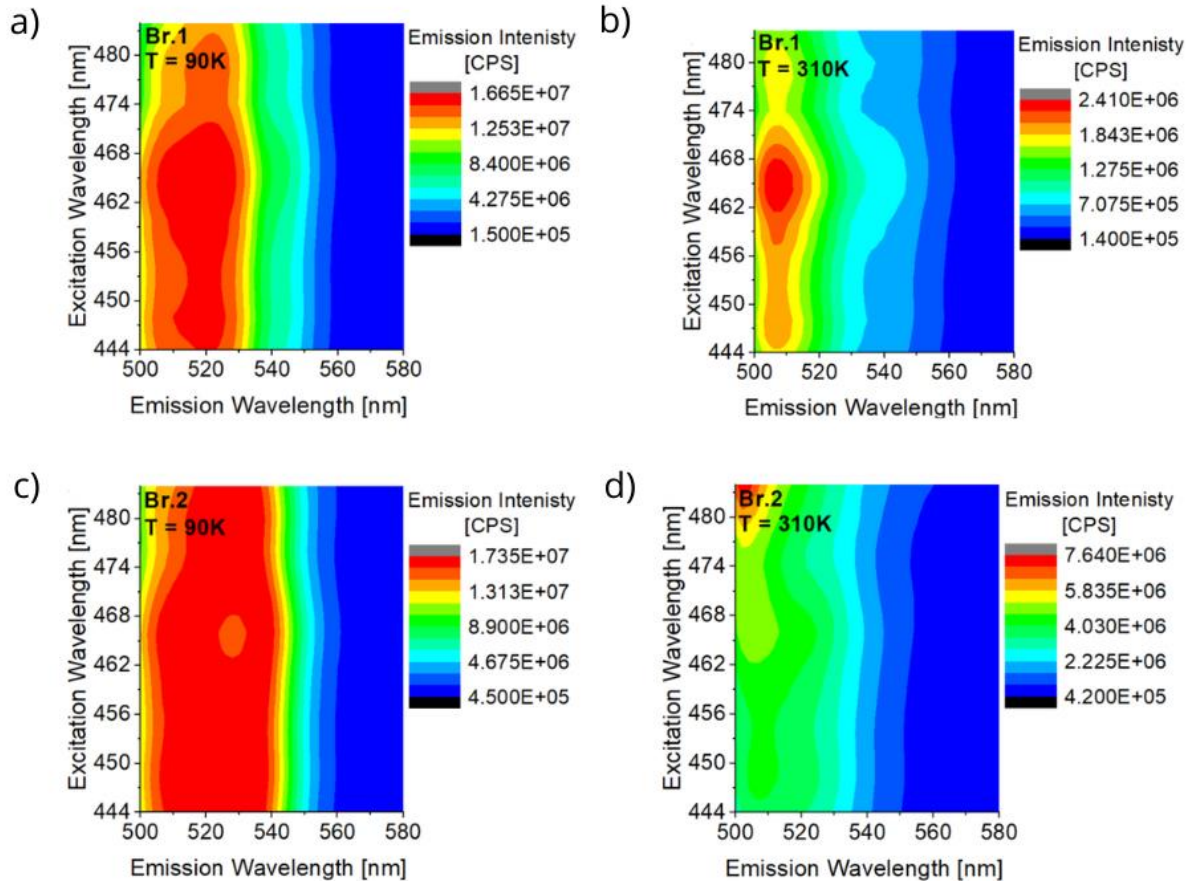 a)
Br.1
T = 90K
Excitation Wavelength [nm]
480
474
468
462
456
450
444
500 520 540 560 580
Emission Wavelength [nm]
Emission Intenisty
[CPS]
1.665E+07
1.253E+07
8.400E+06
4.275E+06
1.500E+05
b)
Br.1
T = 310K
Excitation Wavelength [nm]
480
474
468
462
456
450
444
500 520 540 560 580
Emission Wavelength [nm]
Emission Intenisty
[CPS]
2.410E+06
1.843E+06
1.275E+06
7.075E+05
1.400E+05
c)
Br.2
T = 90K
Excitation Wavelength [nm]
480
474
468
462
456
450
444
500 520 540 560 580
Emission Wavelength [nm]
Emission Intenisty
[CPS]
1.735E+07
1.313E+07
8.900E+06
4.675E+06
4.500E+05
d)
Br.2
T = 310K
Excitation Wavelength [nm]
480
474
468
462
456
450
444
500 520 540 560 580
Emission Wavelength [nm]
Emission Intenisty
[CPS]
7.640E+06
5.835E+06
4.030E+06
2.225E+06
4.200E+05